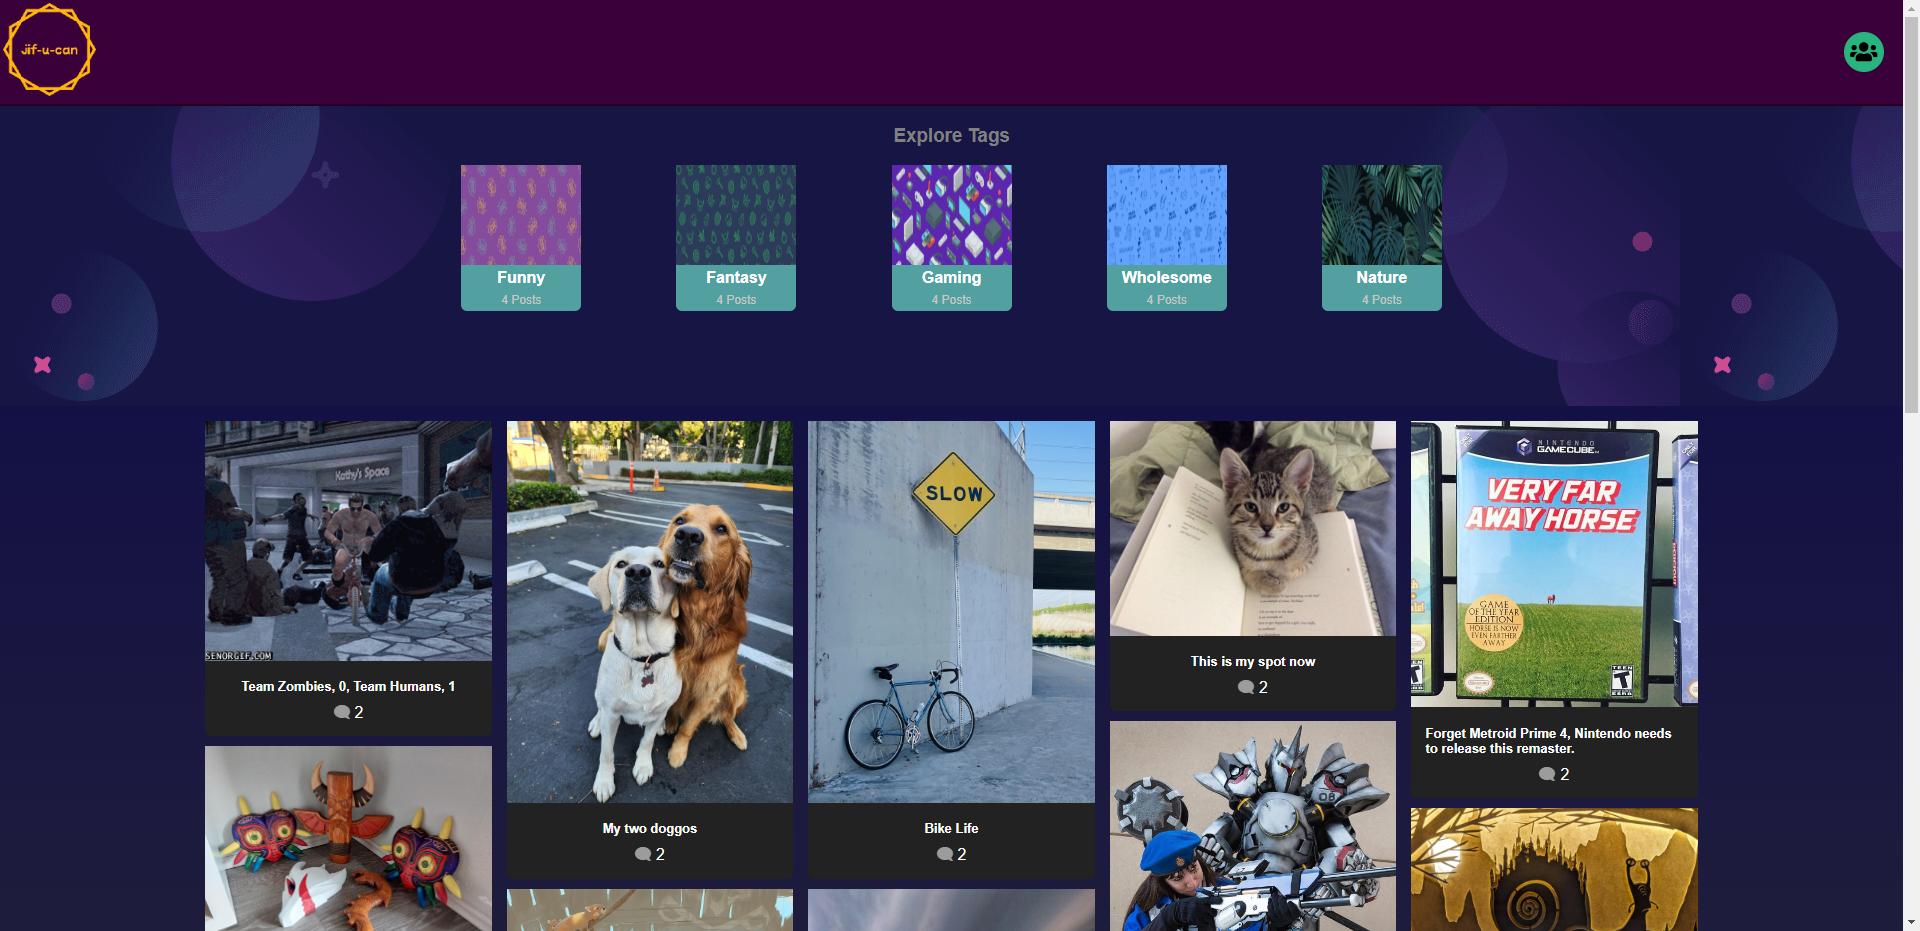 jif-u-can
Explore Tags
Funny
4 Posts
Fantasy
4 Posts
Gaming
4 Posts
Wholesome
4 Posts
Nature
4 Posts
Kathy's Space
SENORGIF.COM
Team Zombies, 0, Team Humans, 1
2
SLOW
My two doggos
2
Bike Life
2
This is my spot now
2
NINTENDO
GAMECUBE
VERY FAR
AWAY HORSE
GAME
OF THE YEAR
EDITION
HORSE IS NOW
EVEN FARTHER
AWAY
TEEN
T
Forget Metroid Prime 4, Nintendo needs
to release this remaster.
2
08